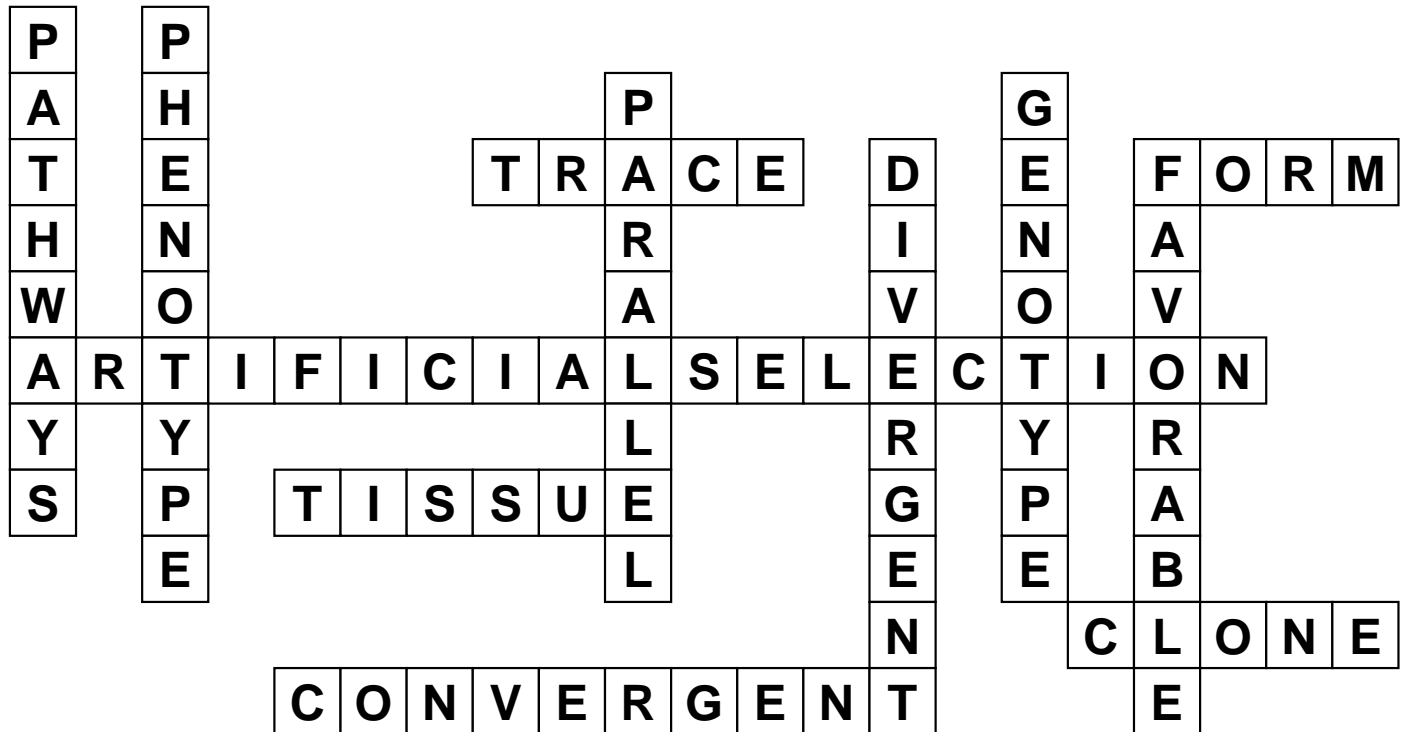 PATHWAYS
PHENOTYPE
PARALLEL
GENOTYPE
TRACE
DIVERGENT
FAVORABLE
FORM
ARTIFICIALSELECTION
TISSUE
CLONE
CONVERGENT